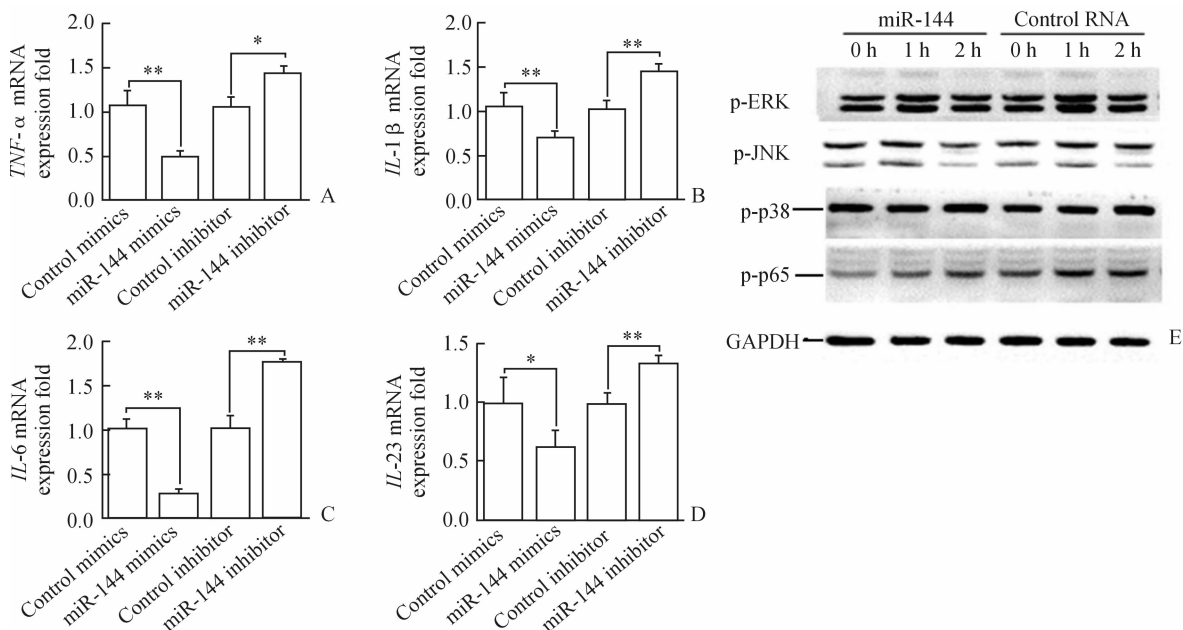 2.0
1.5
1.0
0.5
0.0
TNF-α mRNA
expression fold
**
*
Control mimics
miR-144 mimics
Control inhibitor
miR-144 inhibitor
A
2.0
1.5
1.0
0.5
0.0
IL-1 β mRNA
expression fold
**
**
Control mimics
miR-144 mimics
Control inhibitor
miR-144 inhibitor
B
miR-144
Control RNA
0 h 1 h 2 h 0 h 1 h 2 h
p-ERK
p-JNK
p-p38
p-p65
GAPDH
E
2.0
1.5
1.0
0.5
0.0
IL-6 mRNA
expression fold
**
**
Control mimics
miR-144 mimics
Control inhibitor
miR-144 inhibitor
C
1.5
1.0
0.5
0.0
IL-23 mRNA
expression fold
*
**
Control mimics
miR-144 mimics
Control inhibitor
miR-144 inhibitor
D